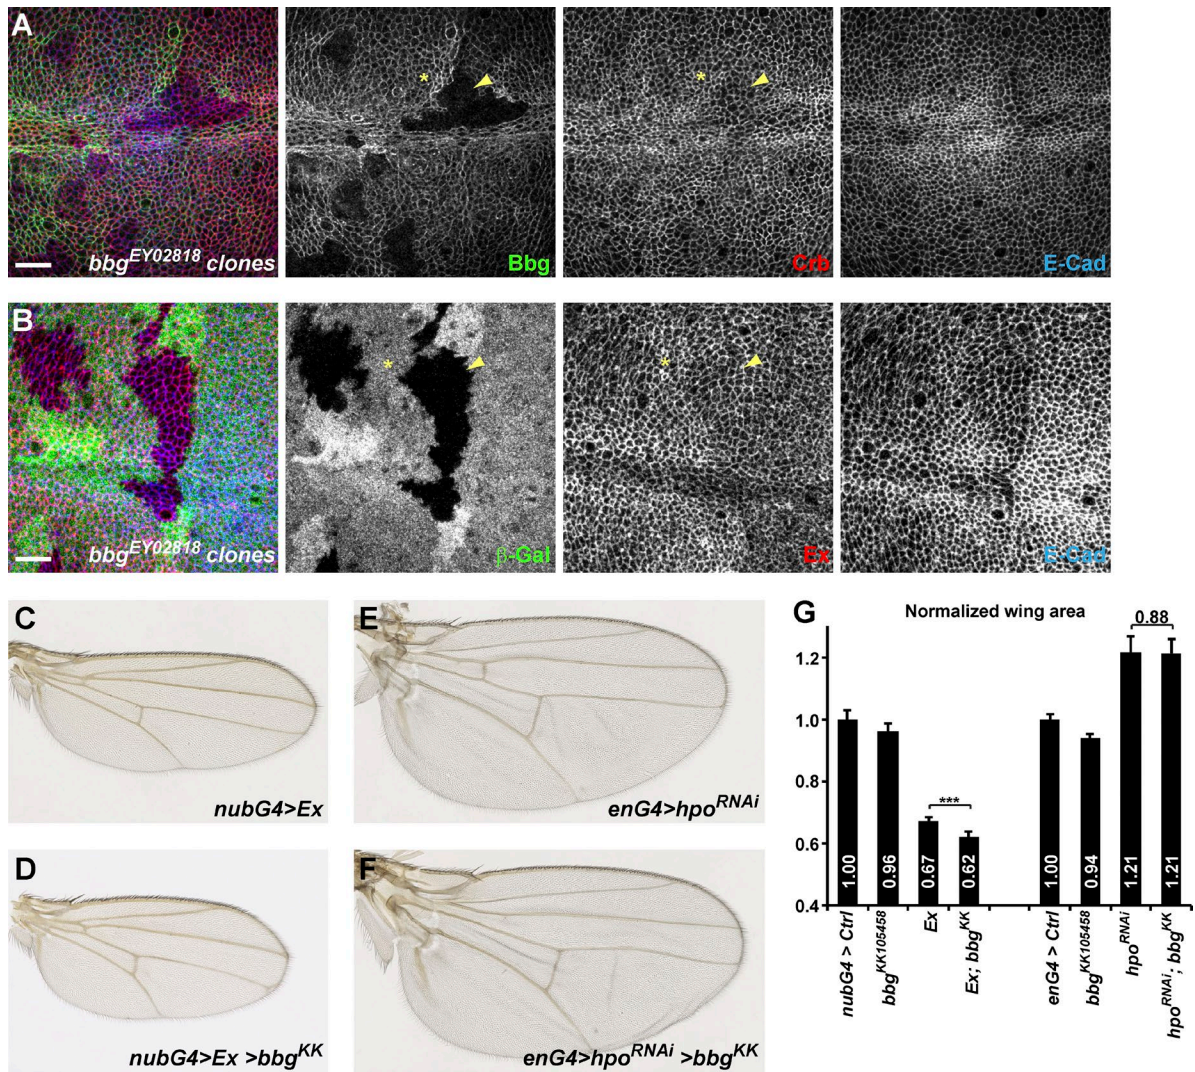 A
bbg^EY02818 clones
Bbg
Crb
E-Cad
B
bbg^EY02818 clones
β-Gal
Ex
E-Cad
C
nubG4>Ex
D
nubG4>Ex >bbg^KK
E
enG4>hpo^RNAi
F
enG4>hpo^RNAi >bbg^KK
G
Normalized wing area
0.88
***
1.2
1.0
0.8
0.6
0.4
1.00
0.96
0.67
0.62
1.00
0.94
1.21
1.21
nubG4 > Ctrl
bbg^KK105458
Ex
Ex; bbg^KK
enG4 > Ctrl
bbg^KK105458
hpo^RNAi
hpo^RNAi; bbg^KK